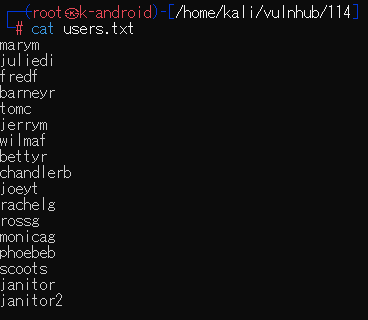 ┌──(root㉿k-android)-[/home/kali/vulnhub/114]
└─# cat users.txt
marym
juliedi
fredf
barneyr
tomc
jerrym
wilmaf
bettyr
chandlerb
joeyt
rachelg
rossg
monicag
phoebeb
scoots
janitor
janitor2